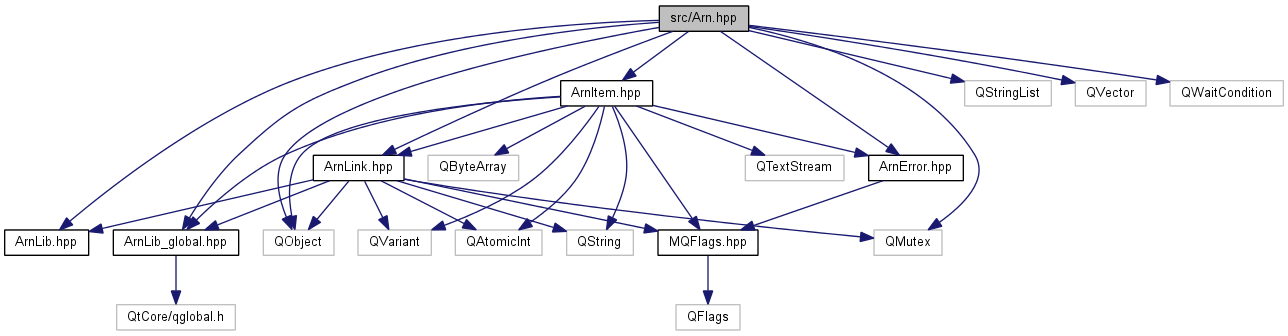 src/Arn.hpp
ArnItem.hpp
QStringList
QVector
QWaitCondition
ArnLink.hpp
QByteArray
QTextStream
ArnError.hpp
ArnLib.hpp
ArnLib_global.hpp
QObject
QVariant
QAtomicInt
QString
MQFlags.hpp
QMutex
QtCore/qglobal.h
QFlags